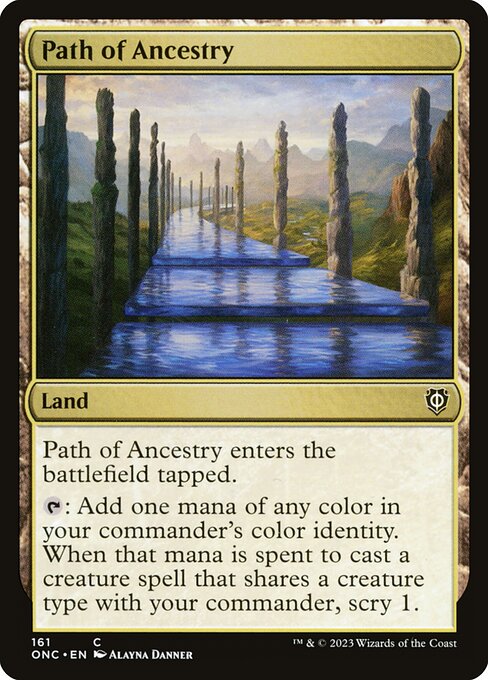 Path of Ancestry
Land
Path of Ancestry enters the
battlefield tapped.
: Add one mana of any color in
your commander's color identity.
When that mana is spent to cast a
creature spell that shares a creature
type with your commander, scry 1.
161 C
ONC • EN ALAYNA DANNER
™ & © 2023 Wizards of the Coast